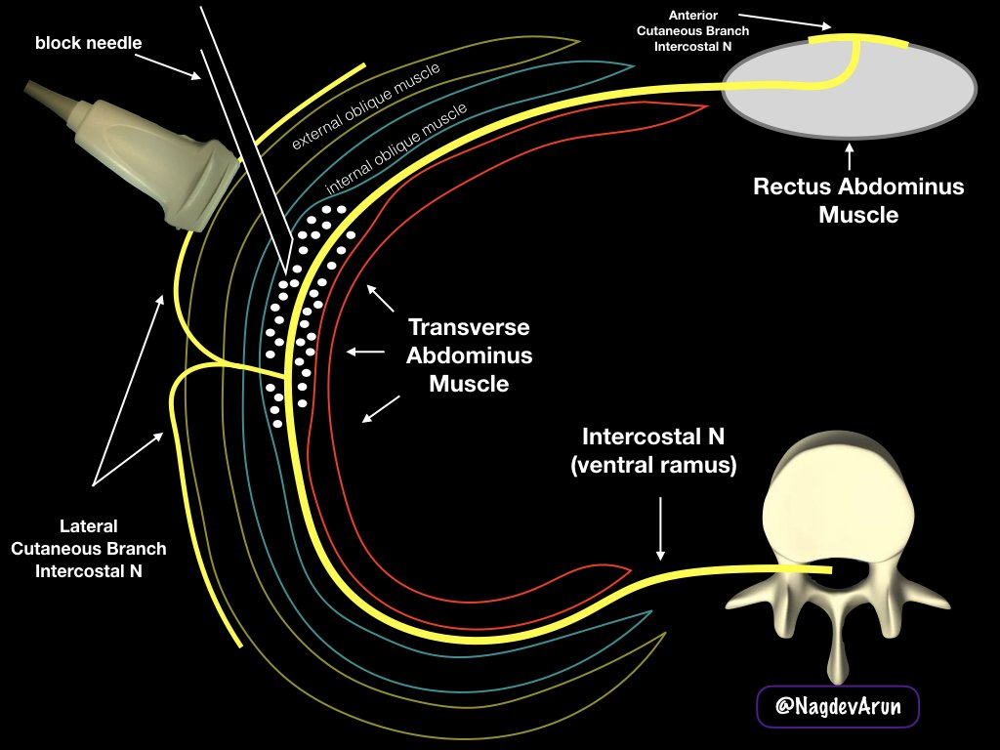 block needle
Anterior
Cutaneous Branch
Intercostal N
external oblique muscle
internal oblique muscle
Rectus Abdominus
Muscle
Transverse
Abdominus
Muscle
Intercostal N
(ventral ramus)
Lateral
Cutaneous Branch
Intercostal N
@NagdevArun